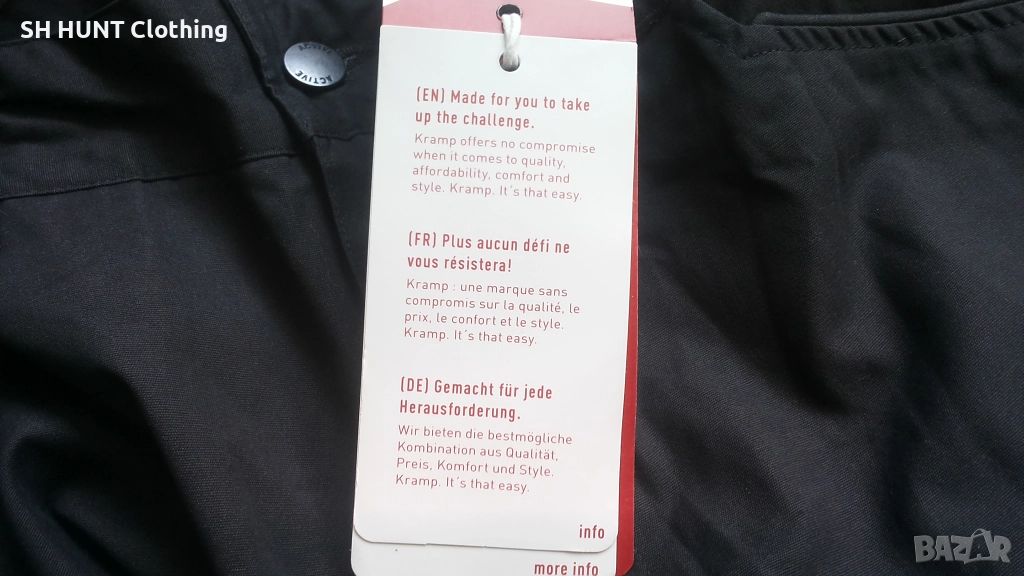 SH HUNT Clothing
ACTIVE
ACTIVE
(EN) Made for you to take
up the challenge.
Kramp offers no compromise
when it comes to quality,
affordability, comfort and
style. Kramp. It´s that easy.
(FR) Plus aucun défi ne
vous résistera!
Kramp : une marque sans
compromis sur la qualité, le
prix, le confort et le style.
Kramp. It´s that easy.
(DE) Gemacht für jede
Herausforderung.
Wir bieten die bestmögliche
Kombination aus Qualität,
Preis, Komfort und Style.
Kramp. It´s that easy.
info
more info
BAZAR